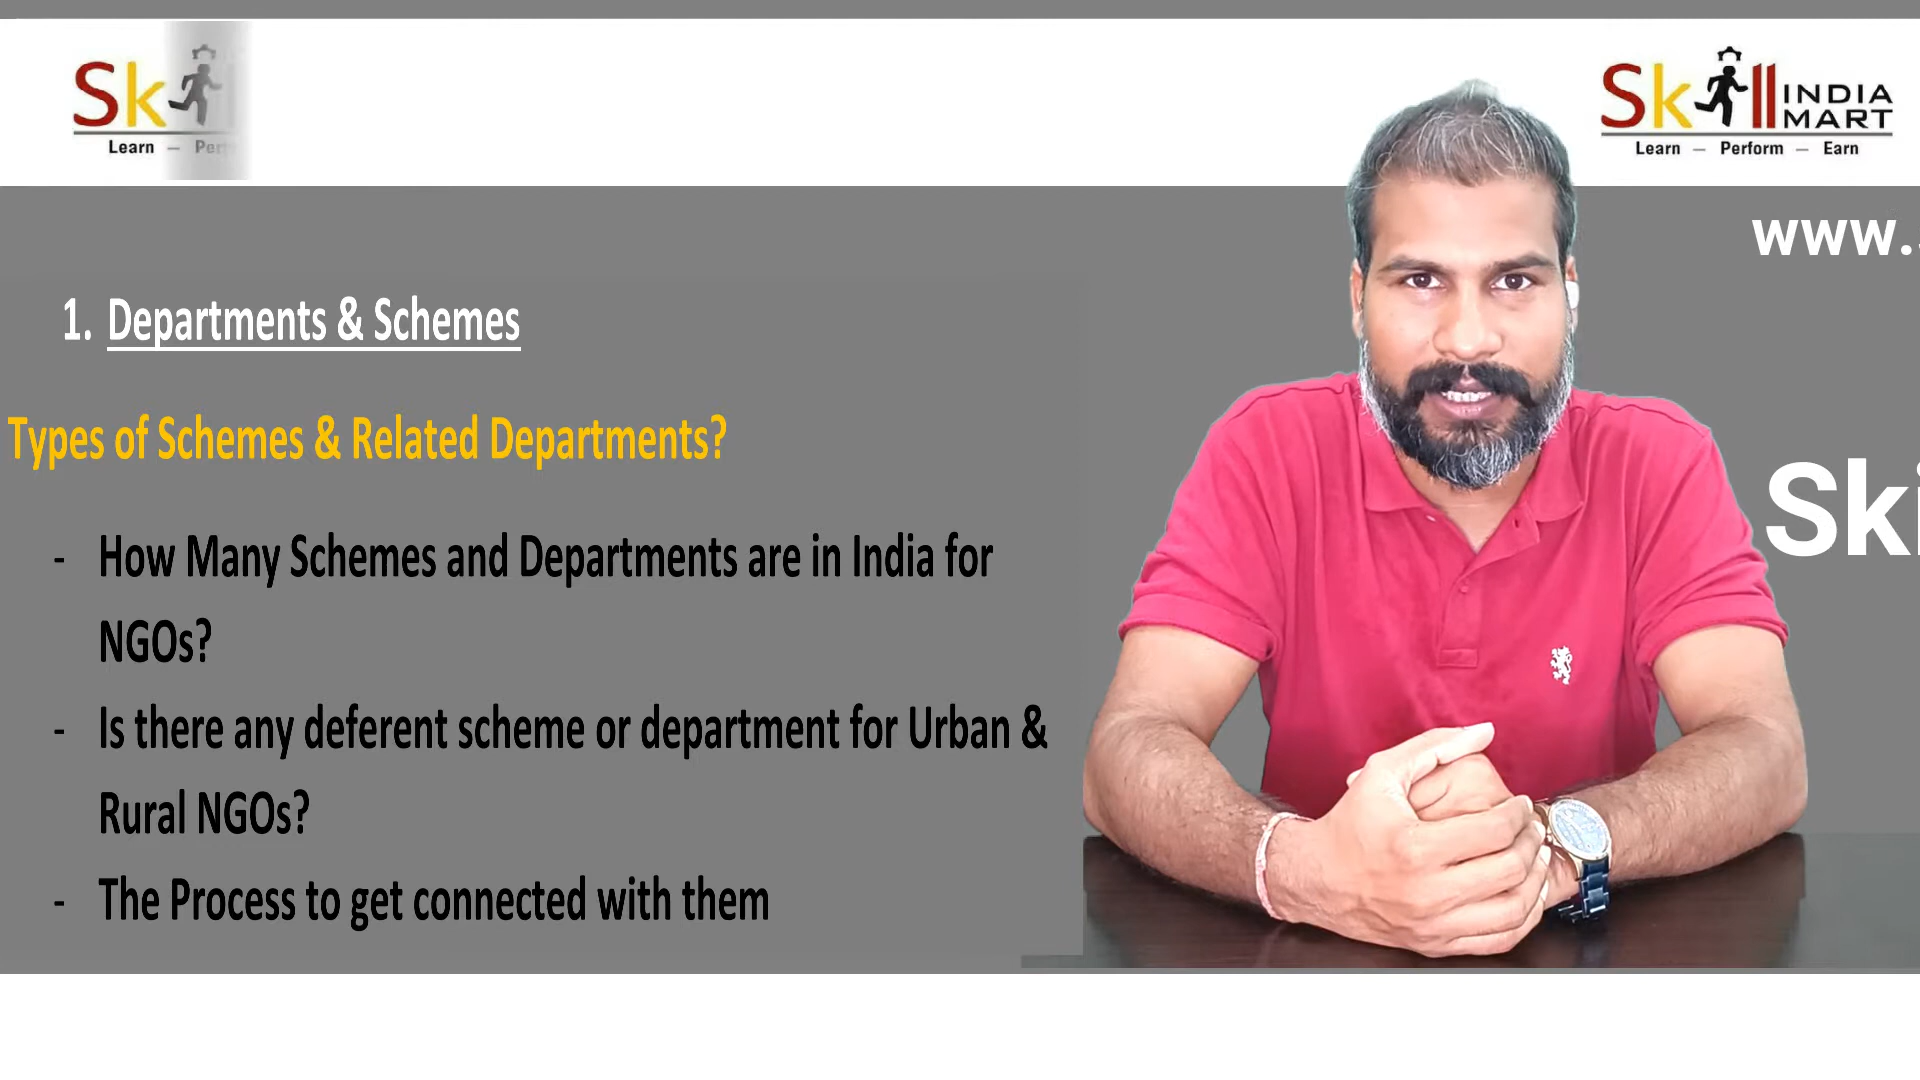 Sk
Learn – Per
Skill INDIA
MART
Learn – Perform – Earn
www.
1. Departments & Schemes
Types of Schemes & Related Departments?
Ski
- How Many Schemes and Departments are in India for
NGOs?
- Is there any deferent scheme or department for Urban &
Rural NGOs?
- The Process to get connected with them